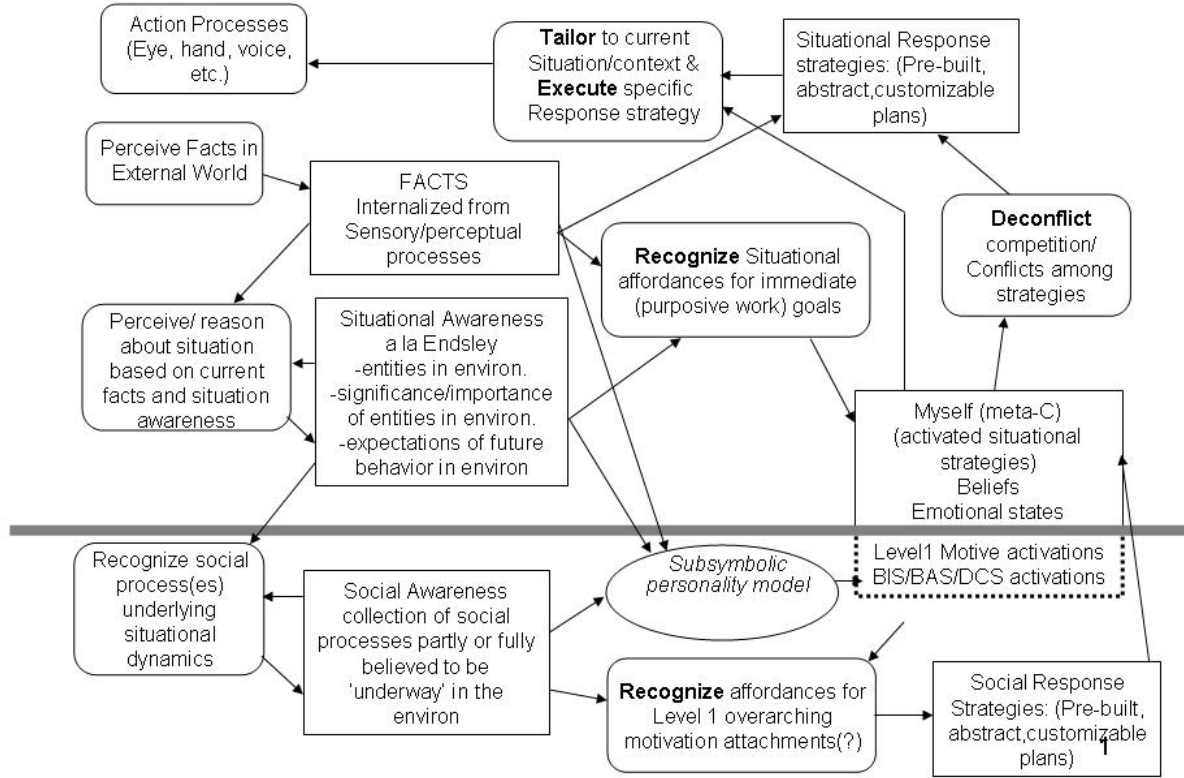 Action Processes
(Eye, hand, voice,
etc.)
Tailor to current
Situation/context &
Execute specific
Response strategy
Situational Response
strategies: (Pre-built,
abstract,customizable
plans)
Perceive Facts in
External World
FACTS
Internalized from
Sensory/perceptual
processes
Recognize Situational
affordances for immediate
(purposive work) goals
Deconflict
competition/
Conflicts among
strategies
Perceive/ reason
about situation
based on current
facts and situation
awareness
Situational Awareness
a la Endsley
-entities in environ.
-significance/importance
of entities in environ.
-expectations of future
behavior in environ
Myself (meta-C)
(activated situational
strategies)
Beliefs
Emotional states
Level1 Motive activations
BIS/BAS/DCS activations
Recognize social
process(es)
underlying
situational
dynamics
Social Awareness
collection of social
processes partly or fully
believed to be
'underway' in the
environ
Subsymbolic
personality model
Recognize affordances for
Level 1 overarching
motivation attachments(?)
Social Response
Strategies: (Pre-built,
abstract,customizable
plans)
1